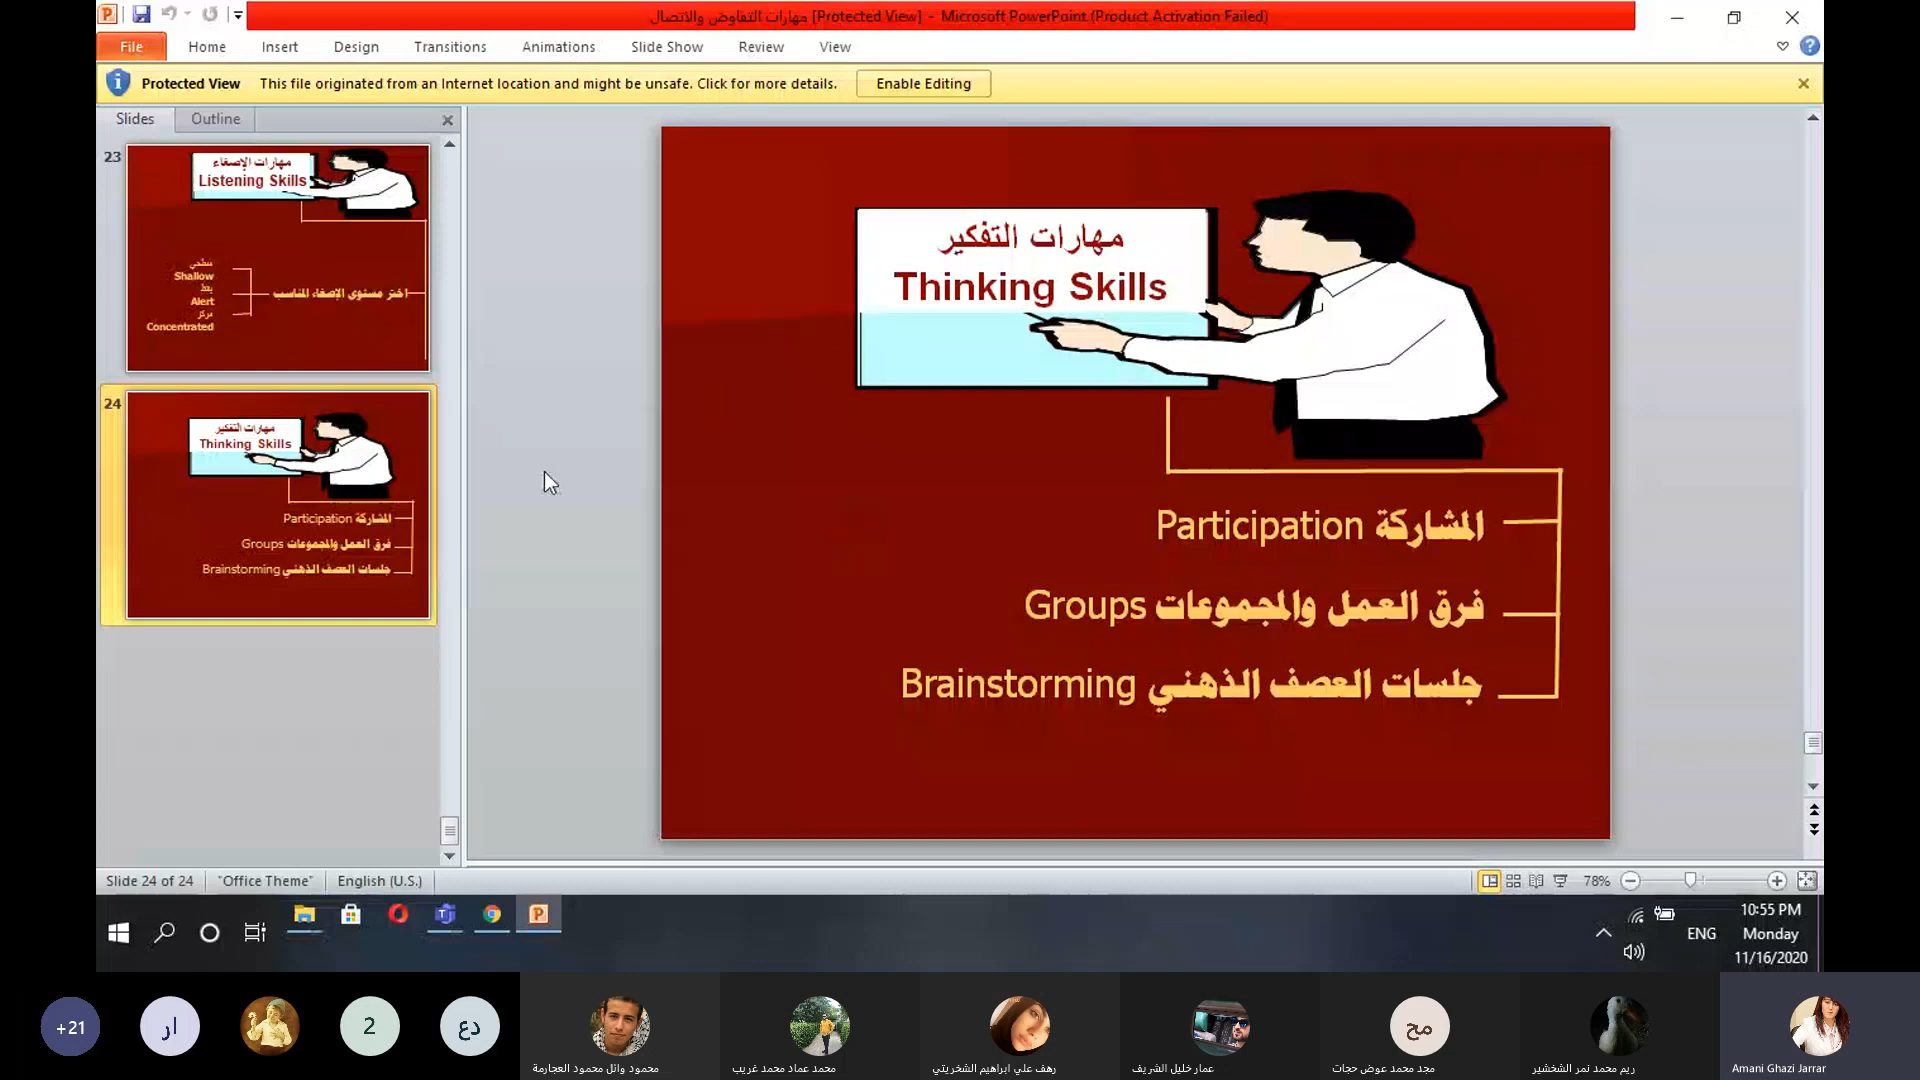 مهارات التفاوض والاتصال [Protected View] - Microsoft PowerPoint (Product Activation Failed)
File Home Insert Design Transitions Animations Slide Show Review View
Protected View This file originated from an Internet location and might be unsafe. Click for more details. Enable Editing
Slides Outline
23
مهارات الإصغاء
Listening Skills
سطحي
Shallow
يقظ
Alert
مركز
Concentrated
اختر مستوى الإصغاء المناسب
24
مهارات التفكير
Thinking Skills
المشاركة Participation
فرق العمل والمجموعات Groups
جلسات العصف الذهني Brainstorming
مهارات التفكير
Thinking Skills
المشاركة Participation
فرق العمل والمجموعات Groups
جلسات العصف الذهني Brainstorming
Slide 24 of 24 "Office Theme" English (U.S.) 78%
10:55 PM
ENG Monday
11/16/2020
+21 ار 2 دع مح
محمود وائل محمود العجارمة
محمد عماد محمد غريب
رهف علي ابراهيم الشخريتي
عمار خليل الشريف
مجد محمد عوض حجات
ريم محمد نمر الشخشير
Amani Ghazi Jarrar